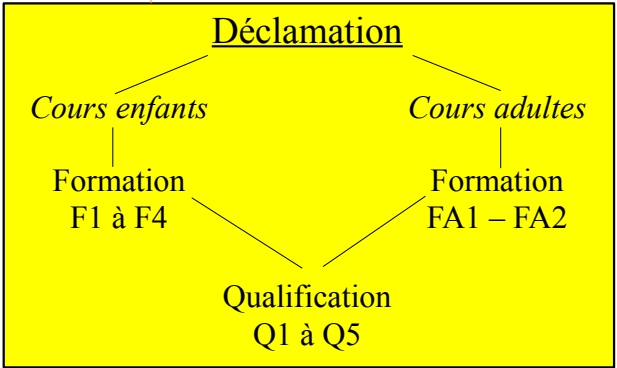 Déclamation
Cours enfants
Cours adultes
Formation
F1 à F4
Formation
FA1 – FA2
Qualification
Q1 à Q5